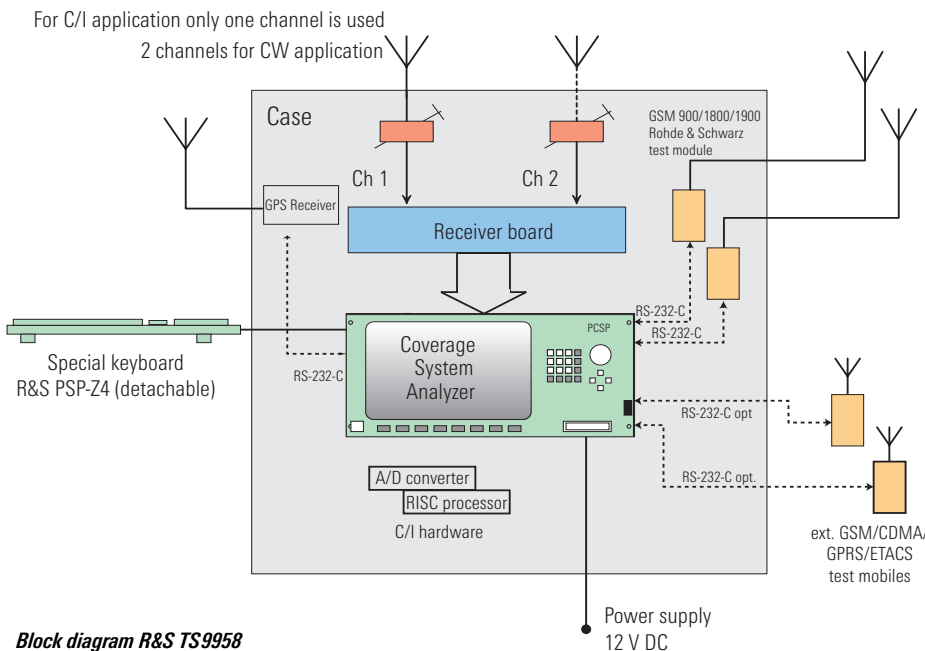 For C/I application only one channel is used
2 channels for CW application
Case
GSM 900/1800/1900
Rohde & Schwarz
test module
Ch 1
Ch 2
GPS Receiver
Receiver board
RS-232-C
RS-232-C
PCSP
Coverage
System
Analyzer
Special keyboard
R&S PSP-Z4 (detachable)
RS-232-C
RS-232-C opt
RS-232-C opt.
A/D converter
RISC processor
C/I hardware
ext. GSM/CDMA/
GPRS/ETACS
test mobiles
Power supply
12 V DC
Block diagram R&S TS9958